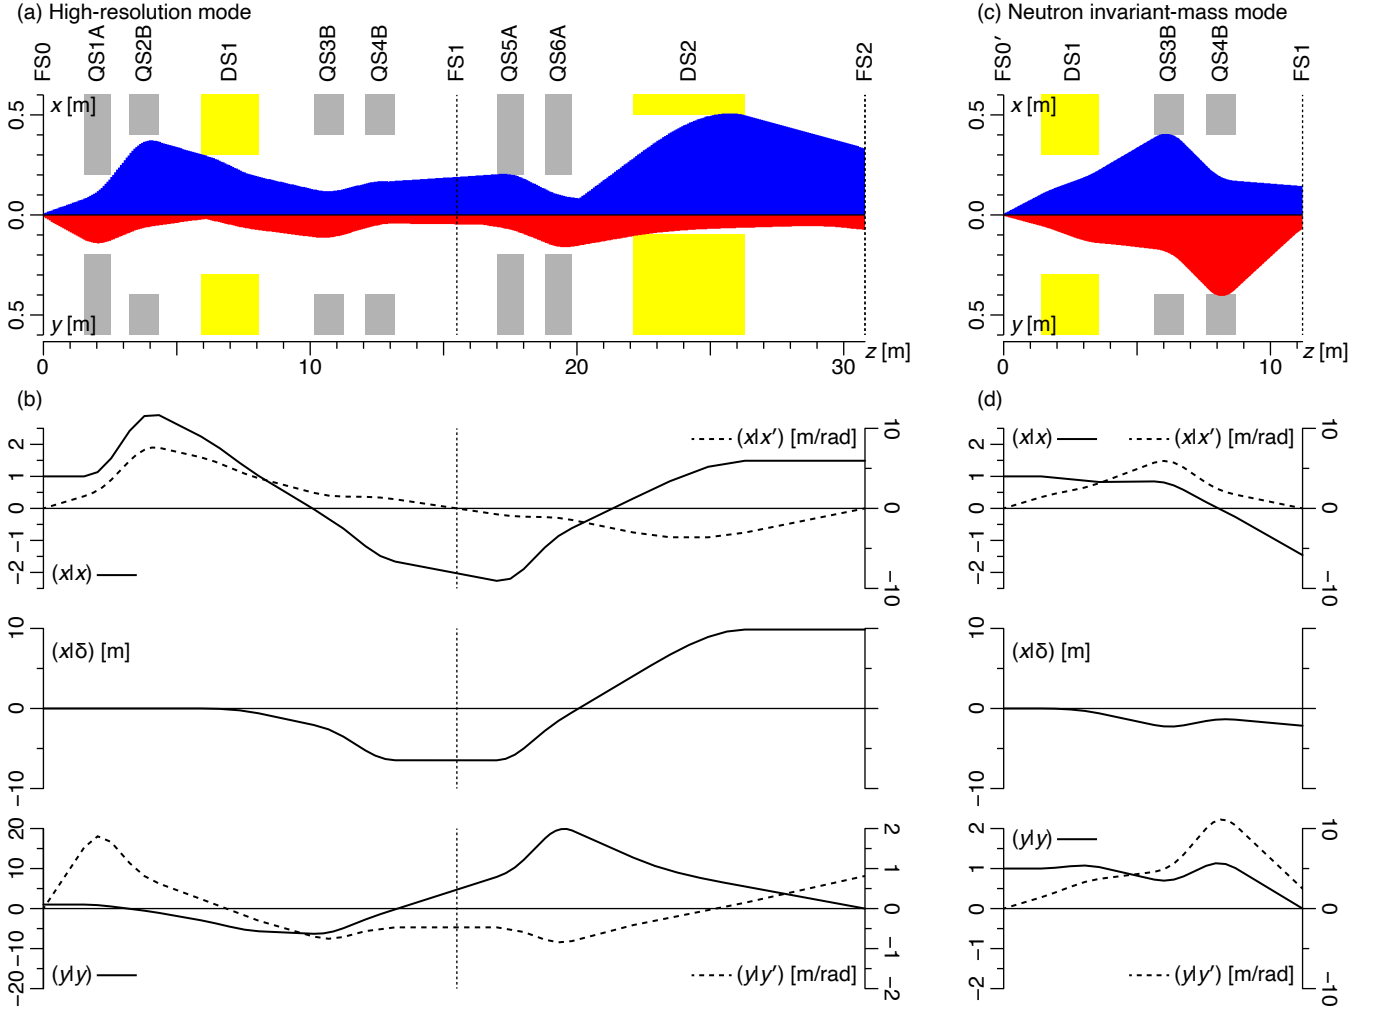 (a) High-resolution mode
(c) Neutron invariant-mass mode
FS0 QS1A QS2B DS1 QS3B QS4B FS1 QS5A QS6A DS2 FS2
FS0′ DS1 QS3B QS4B FS1
x [m]
x [m]
0.5 0.0 0.0 0.5
0.5 0.0 0.0 0.5
y [m]
y [m]
0 10 20 30 z [m]
0 10 z [m]
(b)
(d)
(x|x′) [m/rad]
(x|x)
(x|x) (x|x′) [m/rad]
2 1 0 −1 −2
10 0 −10
2 1 0 −1 −2
10 0 −10
(x|δ) [m]
(x|δ) [m]
10 0 −10
10 0 −10
20 10 0 −10 −20
2 1 0 −1 −2
(y|y)
2 1 0 −1 −2
10 0 −10
(y|y) (y|y′) [m/rad]
(y|y′) [m/rad]